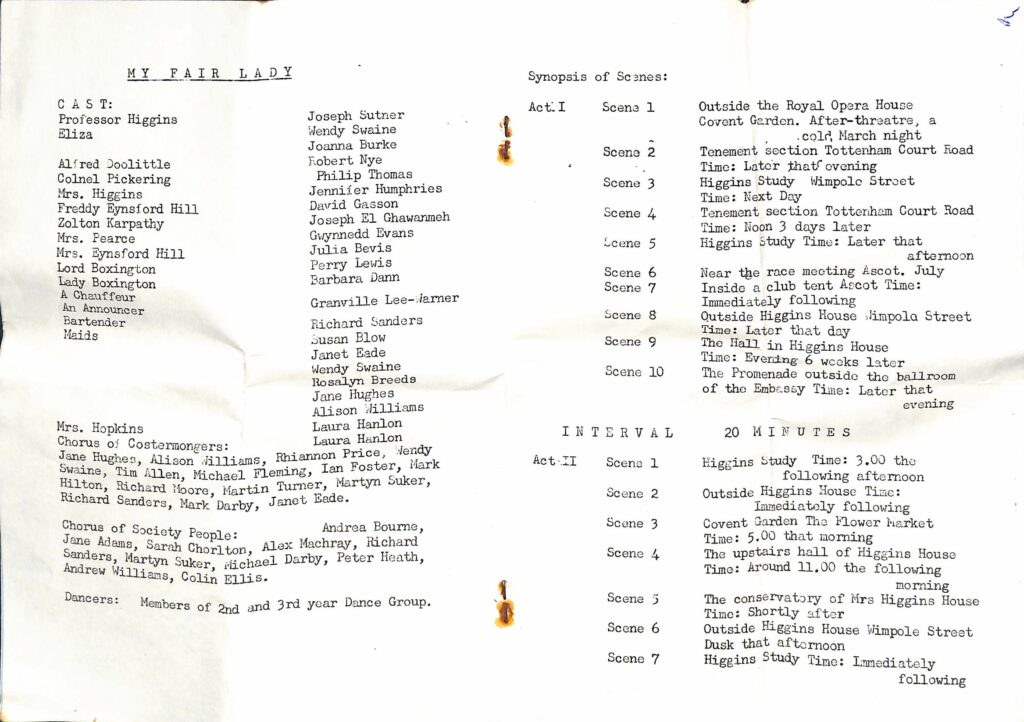 MY FAIR LADY
CAST:
Professor Higgins
Eliza
Alfred Doolittle
Colnel Pickering
Mrs. Higgins
Freddy Eynsford Hill
Zolton Karpathy
Mrs. Pearce
Mrs. Eynsford Hill
Lord Boxington
Lady Boxington
A Chauffeur
An Announcer
Bartender
Maids
Mrs. Hopkins
Joseph Sutner
Wendy Swaine
Joanna Burke
Robert Nye
Philip Thomas
Jennifer Humphries
David Gasson
Joseph El Ghawanmeh
Gwynnedd Evans
Julia Bevis
Perry Lewis
Barbara Dann
Granville Lee-Warner
Richard Sanders
Susan Blow
Janet Eade
Wendy Swaine
Rosalyn Breeds
Jane Hughes
Alison Williams
Laura Hanlon
Laura Hanlon
Chorus of Costermongers:
Jane Hughes, Alison Williams, Rhiannon Price, Wendy
Swaine, Tim Allen, Michael Fleming, Ian Foster, Mark
Hilton, Richard Moore, Martin Turner, Martyn Suker,
Richard Sanders, Mark Darby, Janet Eade.
Chorus of Society People: Andrea Bourne,
Jane Adams, Sarah Chorlton, Alex Machray, Richard
Sanders, Martyn Suker, Michael Darby, Peter Heath,
Andrew Williams, Colin Ellis.
Dancers: Members of 2nd and 3rd year Dance Group.
Synopsis of Scenes:
Act. I Scene 1 Outside the Royal Opera House
Covent Garden. After-threatre, a
cold, March night
Scene 2 Tenement section Tottenham Court Road
Time: Later that evening
Scene 3 Higgins Study Wimpole Street
Time: Next Day
Scene 4 Tenement section Tottenham Court Road
Time: Noon 3 days later
Scene 5 Higgins Study Time: Later that
afternoon
Scene 6 Near the race meeting Ascot. July
Scene 7 Inside a club tent Ascot Time:
Immediately following
Scene 8 Outside Higgins House Wimpola Street
Time: Later that day
Scene 9 The Hall in Higgins House
Time: Evening 6 weeks later
Scene 10 The Promenade outside the ballroom
of the Embassy Time: Later that
evening
INTERVAL 20 MINUTES
Act II Scene 1 Higgins Study Time: 3.00 the
following afternoon
Scene 2 Outside Higgins House Time:
Immediately following
Scene 3 Covent Garden The Flower Market
Time: 5.00 that morning
Scene 4 The upstairs hall of Higgins House
Time: Around 11.00 the following
morning
Scene 5 The conservatory of Mrs Higgins House
Time: Shortly after
Scene 6 Outside Higgins House Wimpole Street
Dusk that afternoon
Scene 7 Higgins Study Time: Immediately
following